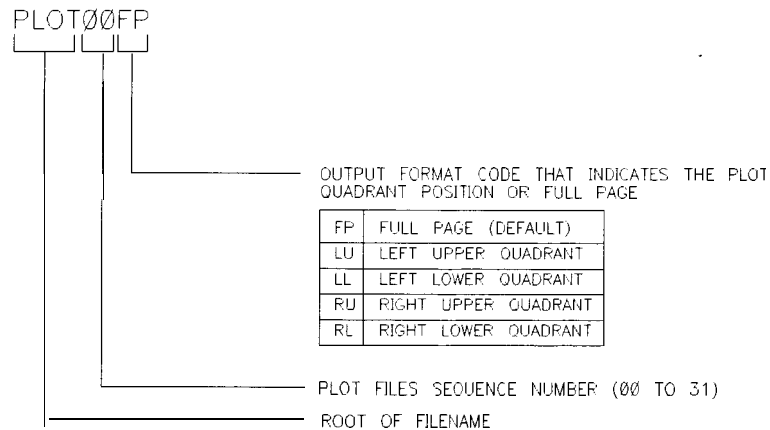 PLOTØØFP
OUTPUT FORMAT CODE THAT INDICATES THE PLOT
QUADRANT POSITION OR FULL PAGE
FP FULL PAGE (DEFAULT)
LU LEFT UPPER QUADRANT
LL LEFT LOWER QUADRANT
RU RIGHT UPPER QUADRANT
RL RIGHT LOWER QUADRANT
PLOT FILES SEQUENCE NUMBER (ØØ TO 31)
ROOT OF FILENAME